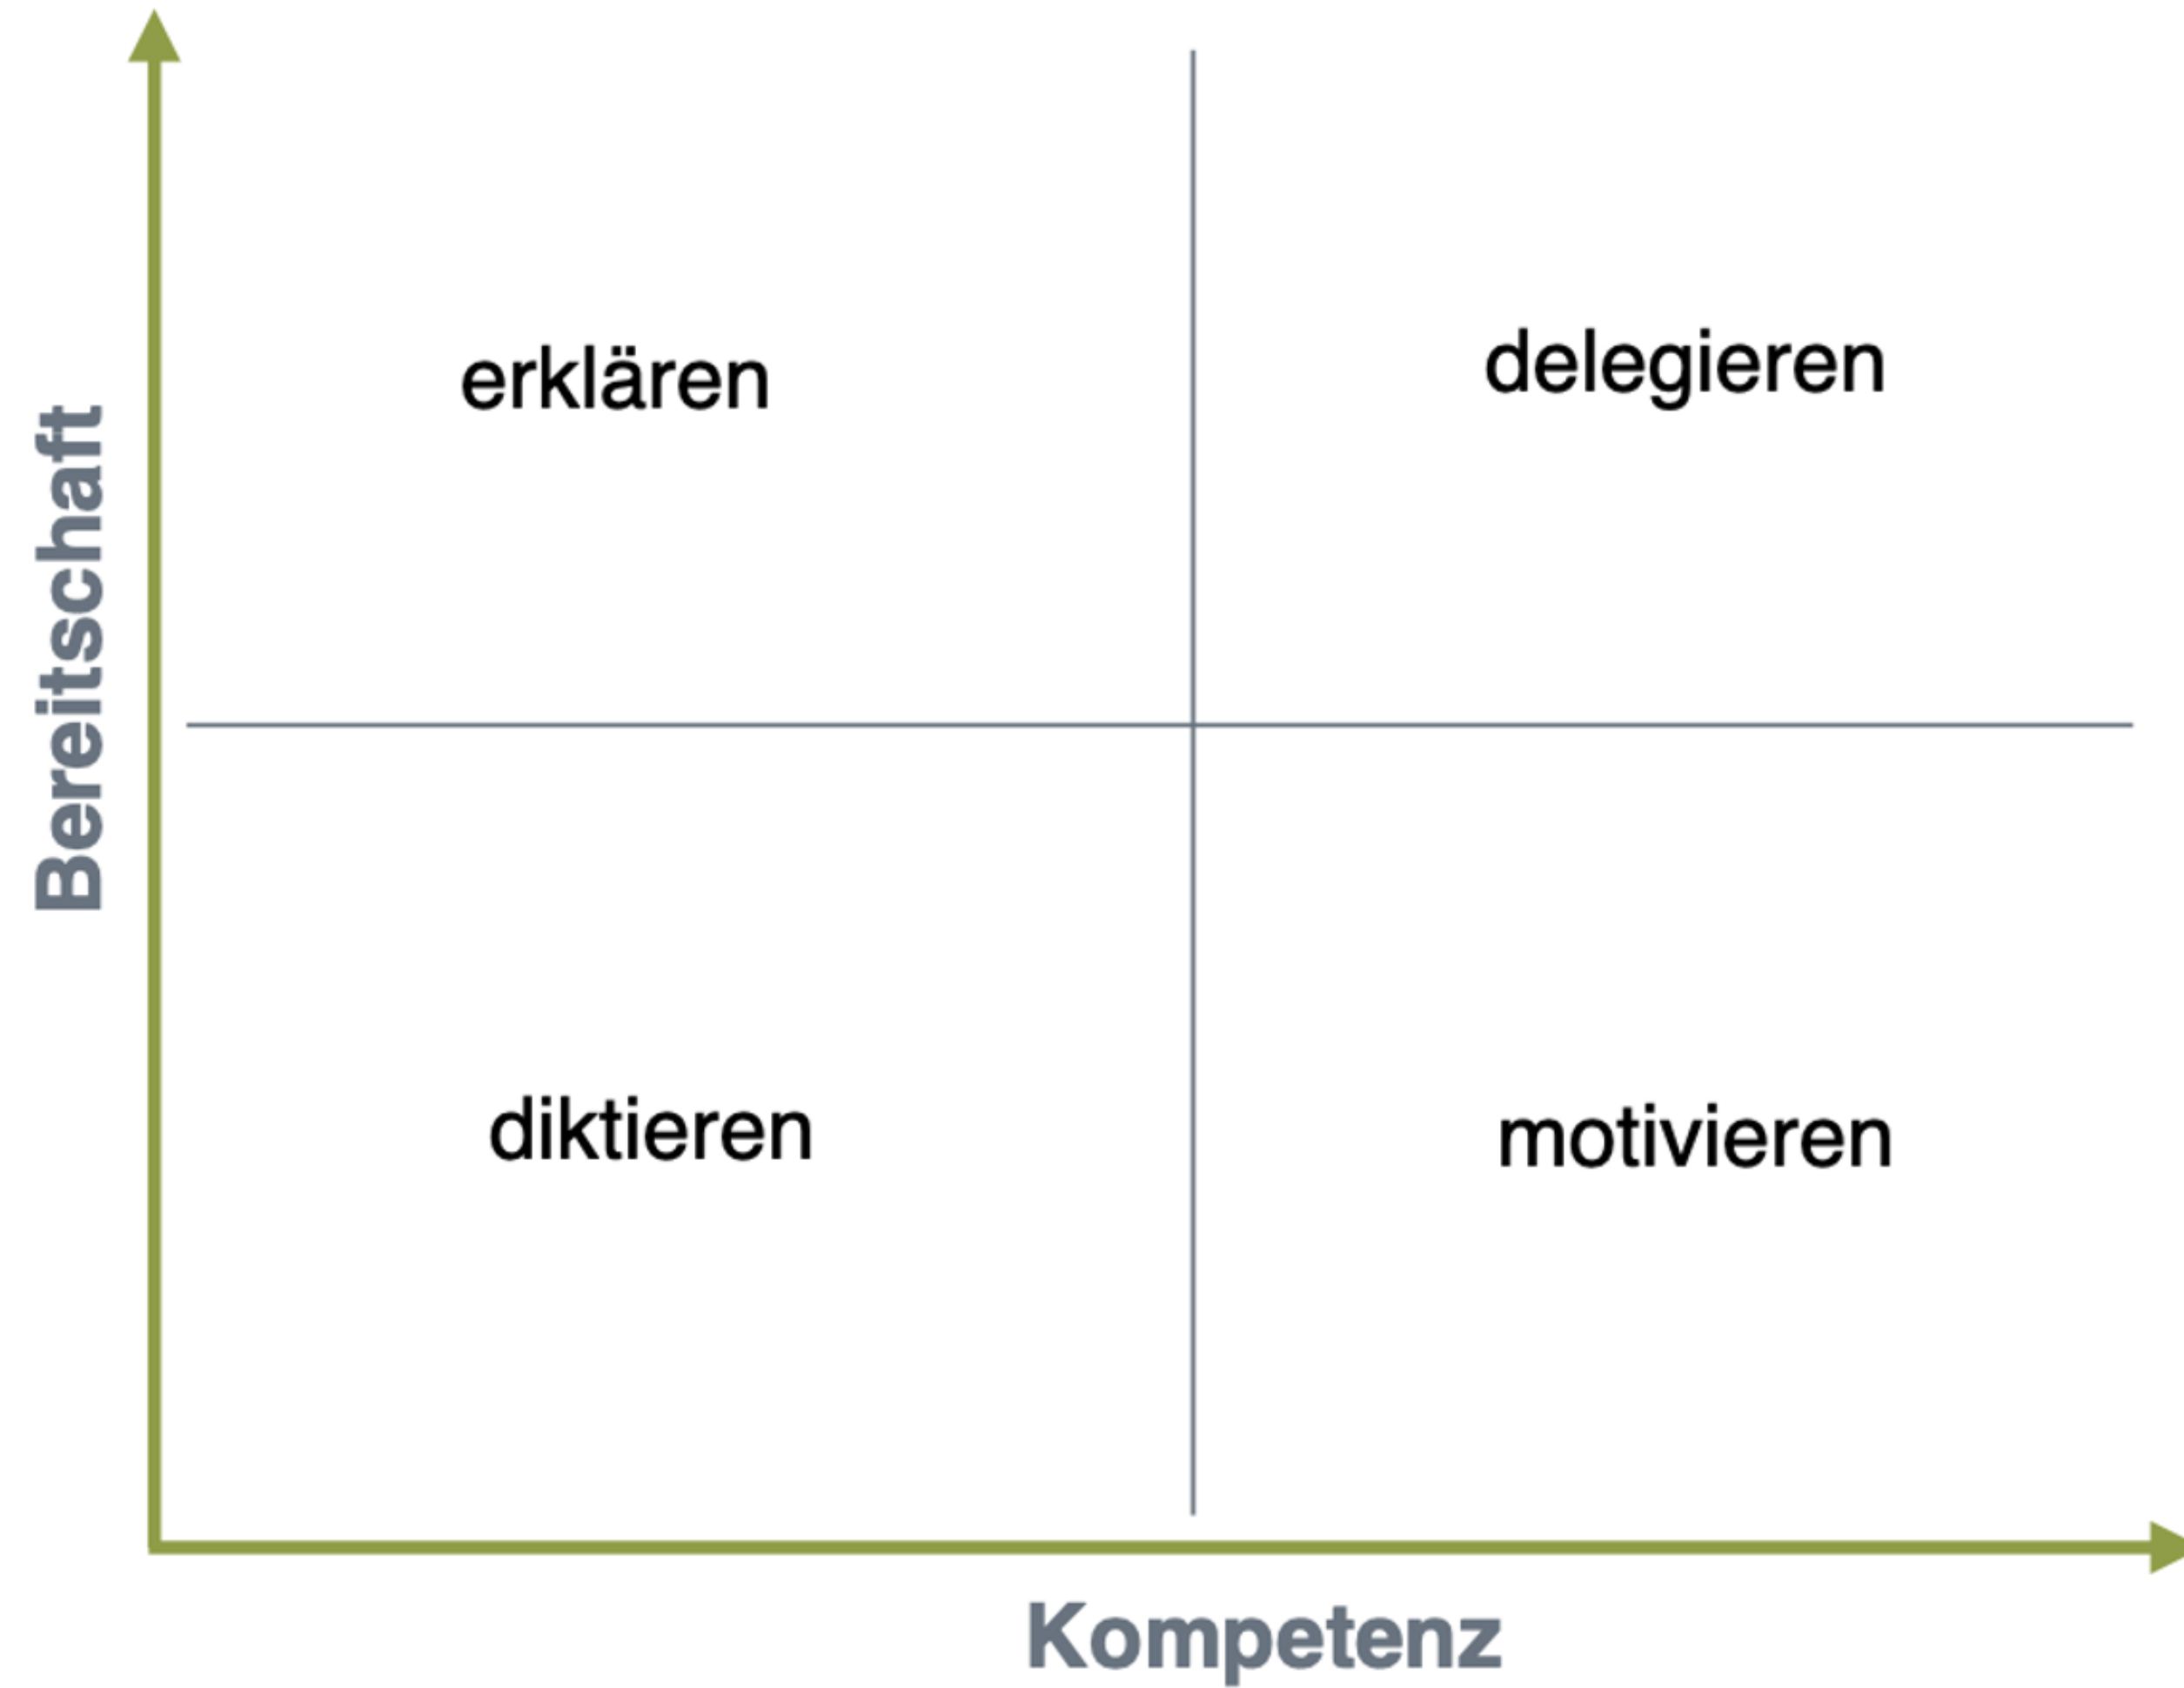 erklären
delegieren
Bereitschaft
diktieren
motivieren
Kompetenz